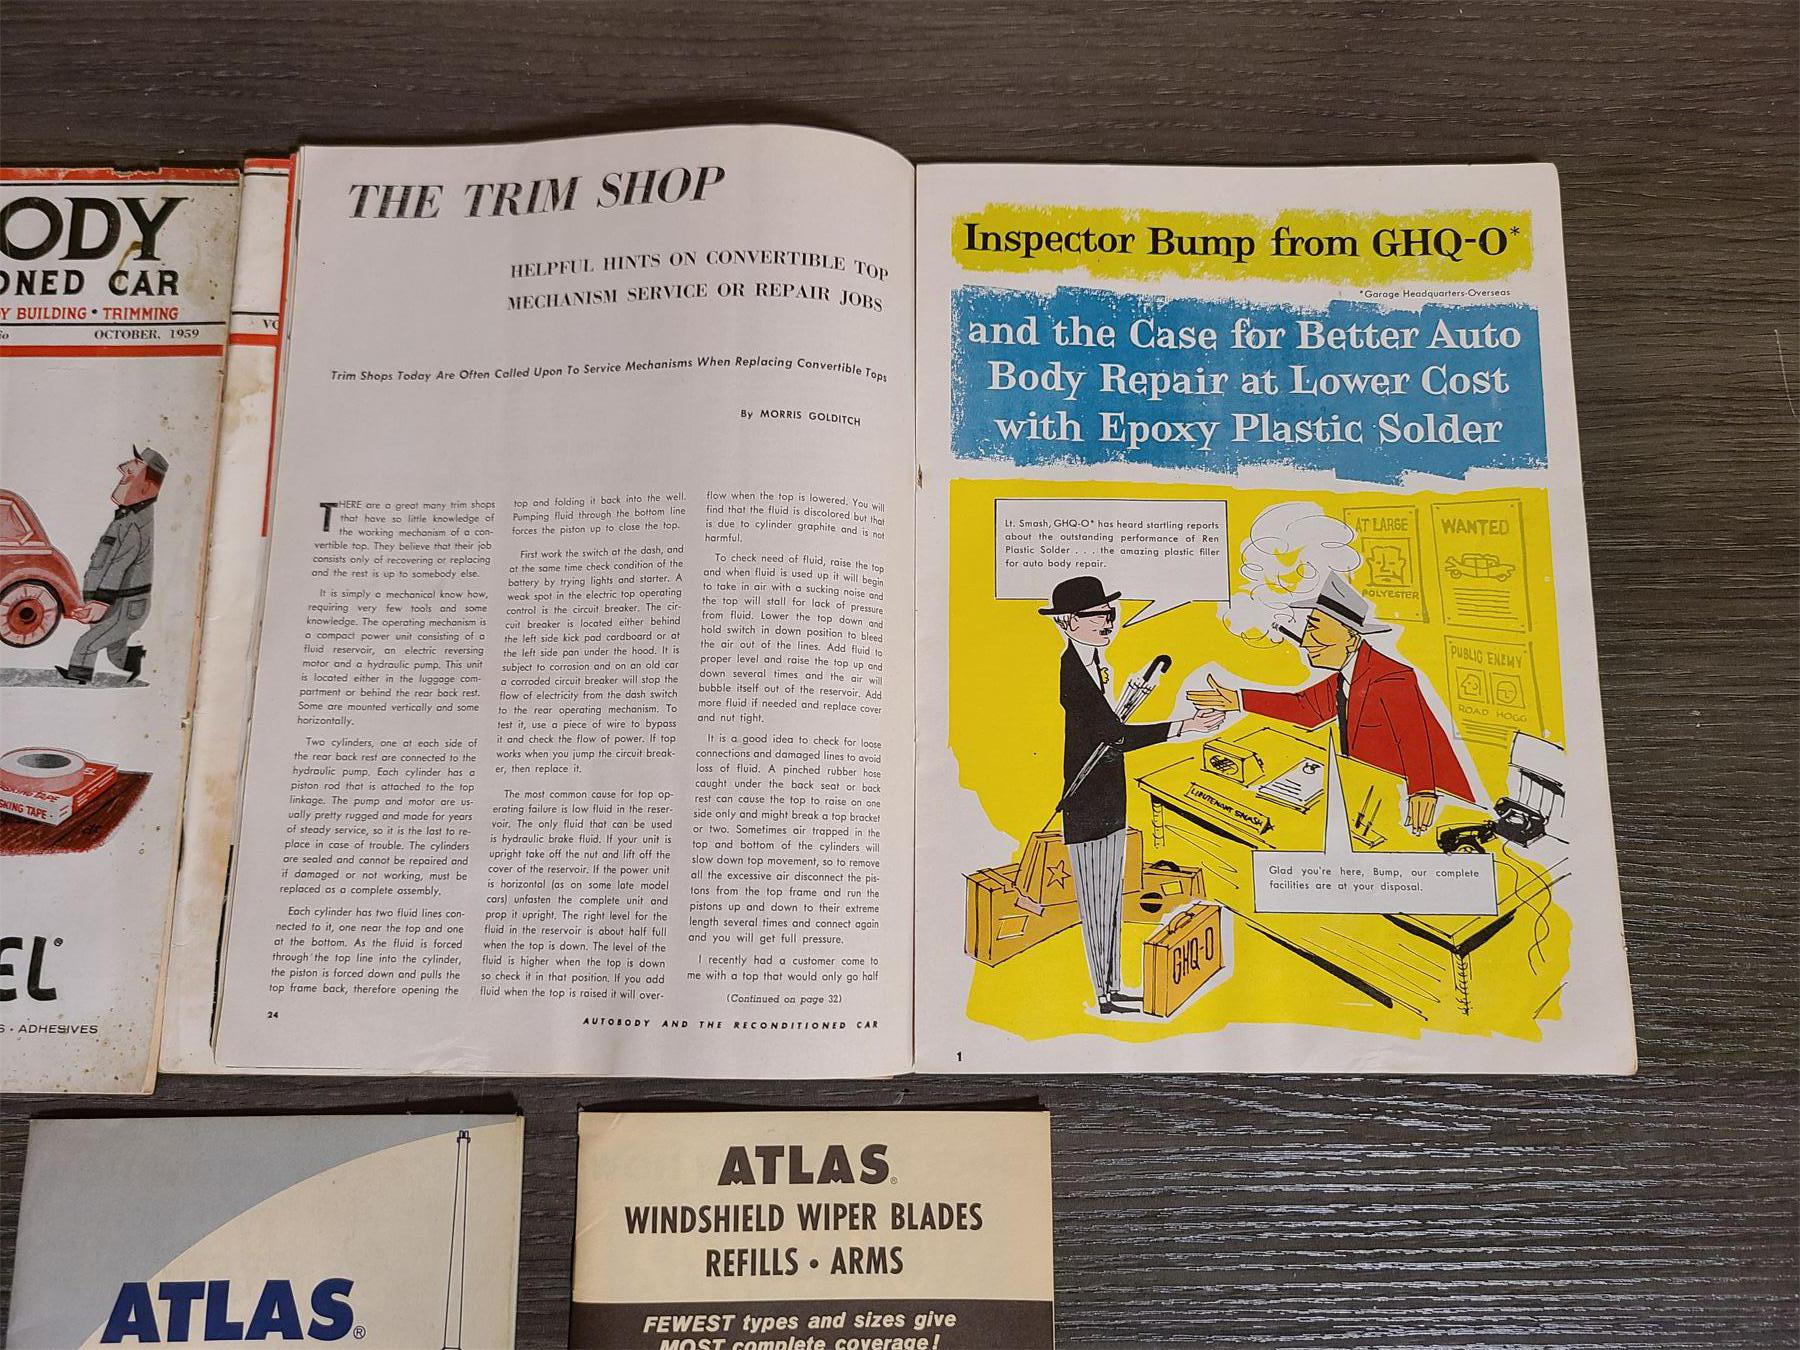 ODY
ONED CAR
Y BUILDING • TRIMMING
OCTOBER, 1959
SKING TAPE
EL®
S • ADHESIVES
VO
THE TRIM SHOP
HELPFUL HINTS ON CONVERTIBLE TOP
MECHANISM SERVICE OR REPAIR JOBS
Trim Shops Today Are Often Called Upon To Service Mechanisms When Replacing Convertible Tops
By MORRIS GOLDITCH
THERE are a great many trim shops
that have so little knowledge of
the working mechanism of a con-
vertible top. They believe that their job
consists only of recovering or replacing
and the rest is up to somebody else.
It is simply a mechanical know how,
requiring very few tools and some
knowledge. The operating mechanism is
a compact power unit consisting of a
fluid reservoir, an electric reversing
motor and a hydraulic pump. This unit
is located either in the luggage com-
partment or behind the rear back rest.
Some are mounted vertically and some
horizontally.
Two cylinders, one at each side of
the rear back rest are connected to the
hydraulic pump. Each cylinder has a
piston rod that is attached to the top
linkage. The pump and motor are us-
ually pretty rugged and made for years
of steady service, so it is the last to re-
place in case of trouble. The cylinders
are sealed and cannot be repaired and
if damaged or not working, must be
replaced as a complete assembly.
Each cylinder has two fluid lines con-
nected to it, one near the top and one
at the bottom. As the fluid is forced
through the top line into the cylinder,
the piston is forced down and pulls the
top frame back, therefore opening the
top and folding it back into the well.
Pumping fluid through the bottom line
forces the piston up to close the top.
First work the switch at the dash, and
at the same time check condition of the
battery by trying lights and starter. A
weak spot in the electric top operating
control is the circuit breaker. The cir-
cuit breaker is located either behind
the left side kick pad cardboard or at
the left side pan under the hood. It is
subject to corrosion and on an old car
a corroded circuit breaker will stop the
flow of electricity from the dash switch
to the rear operating mechanism. To
test it, use a piece of wire to bypass
it and check the flow of power. If top
works when you jump the circuit break-
er, then replace it.
The most common cause for top op-
erating failure is low fluid in the reser-
voir. The only fluid that can be used
is hydraulic brake fluid. If your unit is
upright take off the nut and lift off the
cover of the reservoir. If the power unit
is horizontal (as on some late model
cars) unfasten the complete unit and
prop it upright. The right level for the
fluid in the reservoir is about half full
when the top is down. The level of the
fluid is higher when the top is down
so check it in that position. If you add
fluid when the top is raised it will over-
flow when the top is lowered. You will
find that the fluid is discolored but that
is due to cylinder graphite and is not
harmful.
To check need of fluid, raise the top
and when fluid is used up it will begin
to take in air with a sucking noise and
the top will stall for lack of pressure
from fluid. Lower the top down and
hold switch in down position to bleed
the air out of the lines. Add fluid to
proper level and raise the top up and
down several times and the air will
bubble itself out of the reservoir. Add
more fluid if needed and replace cover
and nut tight.
It is a good idea to check for loose
connections and damaged lines to avoid
loss of fluid. A pinched rubber hose
caught under the back seat or back
rest can cause the top to raise on one
side only and might break a top bracket
or two. Sometimes air trapped in the
top and bottom of the cylinders will
slow down top movement, so to remove
all the excessive air disconnect the pis-
tons from the top frame and run the
pistons up and down to their extreme
length several times and connect again
and you will get full pressure.
I recently had a customer come to
me with a top that would only go half
(Continued on page 32)
24
AUTOBODY AND THE RECONDITIONED CAR
Inspector Bump from GHQ-O*
*Garage Headquarters-Overseas
and the Case for Better Auto
Body Repair at Lower Cost
with Epoxy Plastic Solder
Lt. Smash, GHQ-O* has heard startling reports
about the outstanding performance of Ren
Plastic Solder . . . the amazing plastic filler
for auto body repair.
AT LARGE
POLYESTER
WANTED
PUBLIC ENEMY
ROAD HOGG
LIEUTENANT SMASH
Glad you're here, Bump, our complete
facilities are at your disposal.
GHQ-O
1
ATLAS®
ATLAS®
WINDSHIELD WIPER BLADES
REFILLS • ARMS
FEWEST types and sizes give
MOST complete coverage!